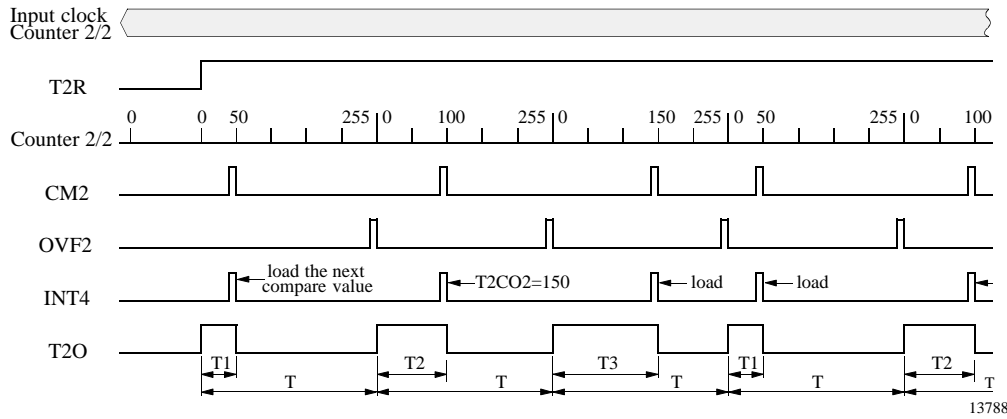 Input clock
Counter 2/2
T2R
0 0 50 255 0 100 255 0 150 255 0 50 255 0 100
Counter 2/2
CM2
OVF2
INT4
load the next
compare value
T2CO2=150
load
load
T2O
T1 T2 T3 T1 T2
T T T T T
13788